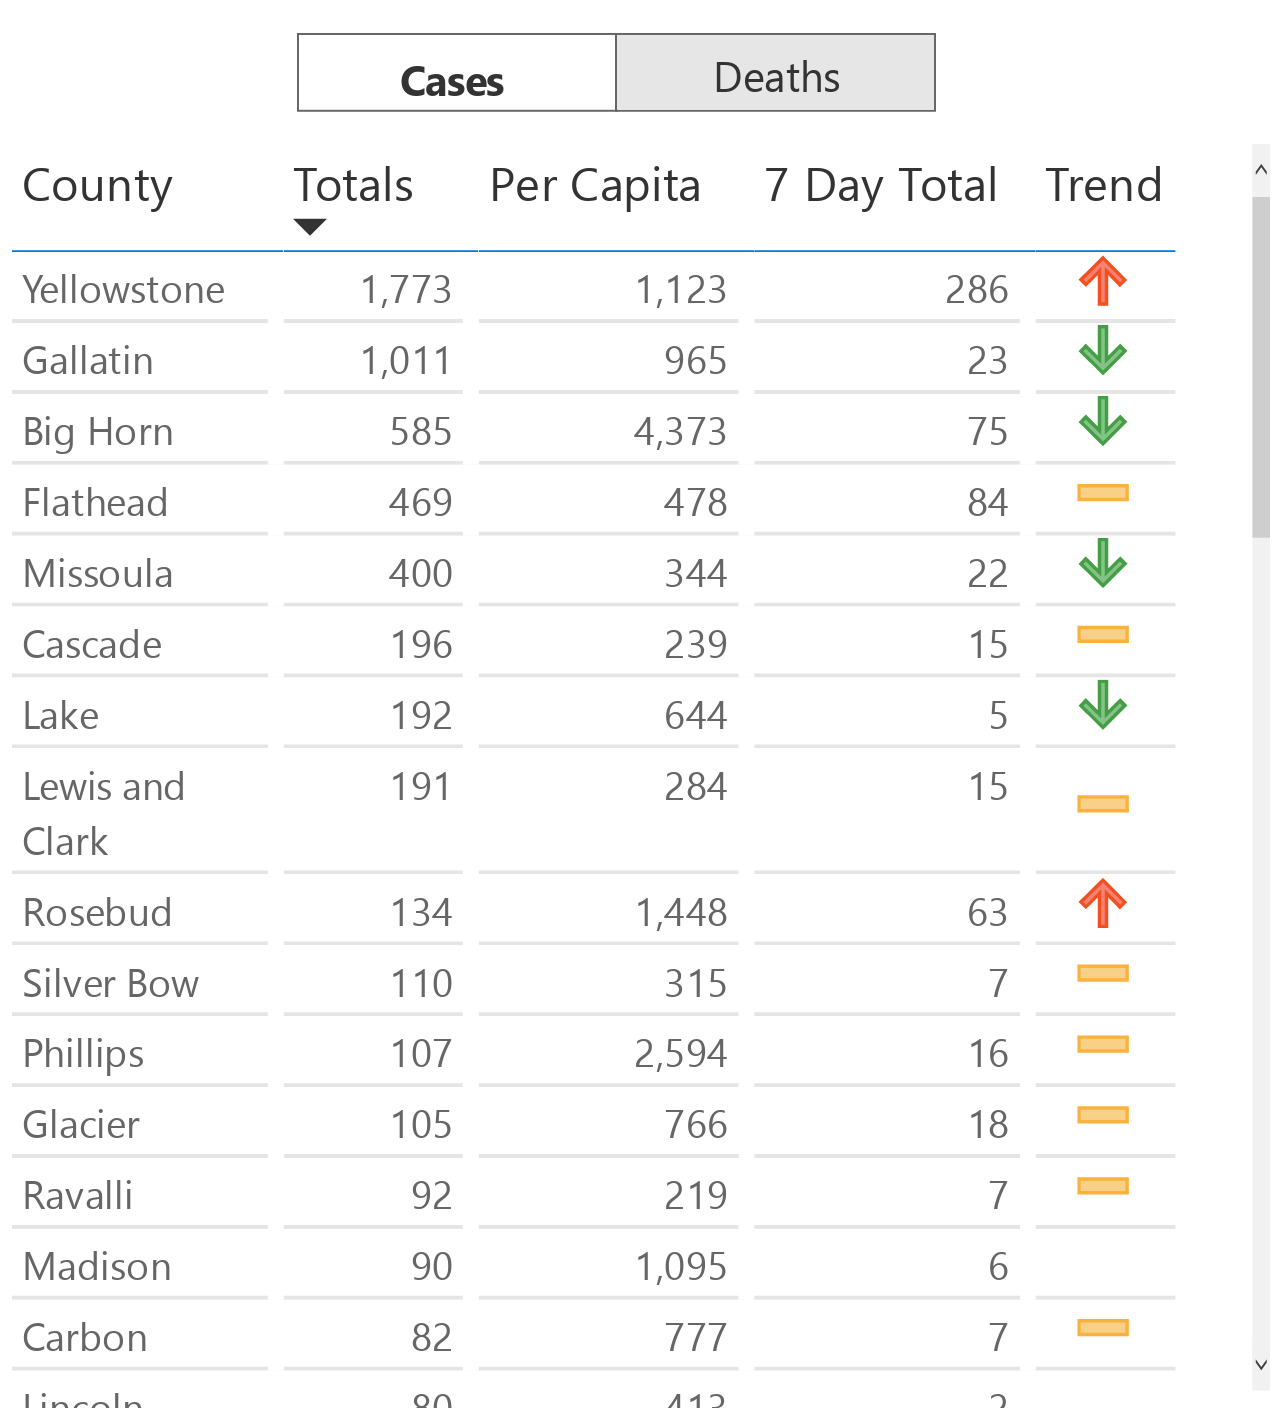 Cases Deaths
County Totals Per Capita 7 Day Total Trend
Yellowstone 1,773 1,123 286
Gallatin 1,011 965 23
Big Horn 585 4,373 75
Flathead 469 478 84
Missoula 400 344 22
Cascade 196 239 15
Lake 192 644 5
Lewis and 191 284 15
Clark
Rosebud 134 1,448 63
Silver Bow 110 315 7
Phillips 107 2,594 16
Glacier 105 766 18
Ravalli 92 219 7
Madison 90 1,095 6
Carbon 82 777 7
Lincoln 80 413 2